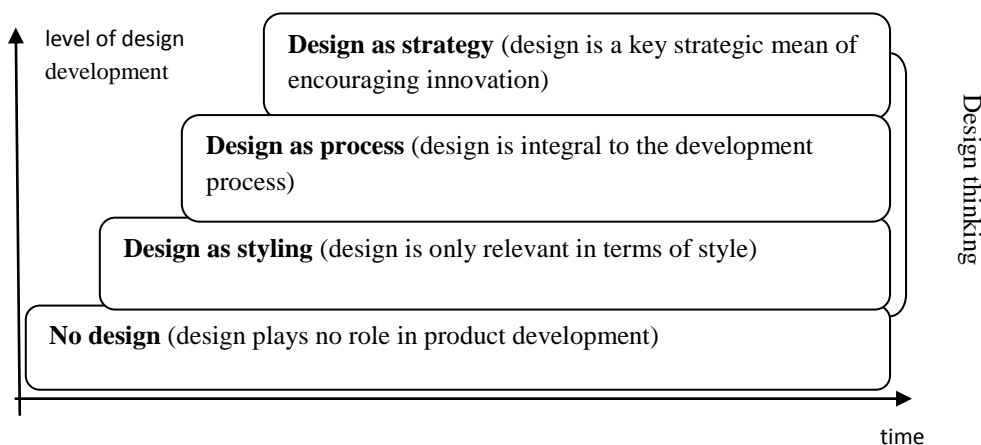 level of design
development
Design as strategy (design is a key strategic mean of
encouraging innovation)
Design as process (design is integral to the development
process)
Design as styling (design is only relevant in terms of style)
No design (design plays no role in product development)
Design thinking
time